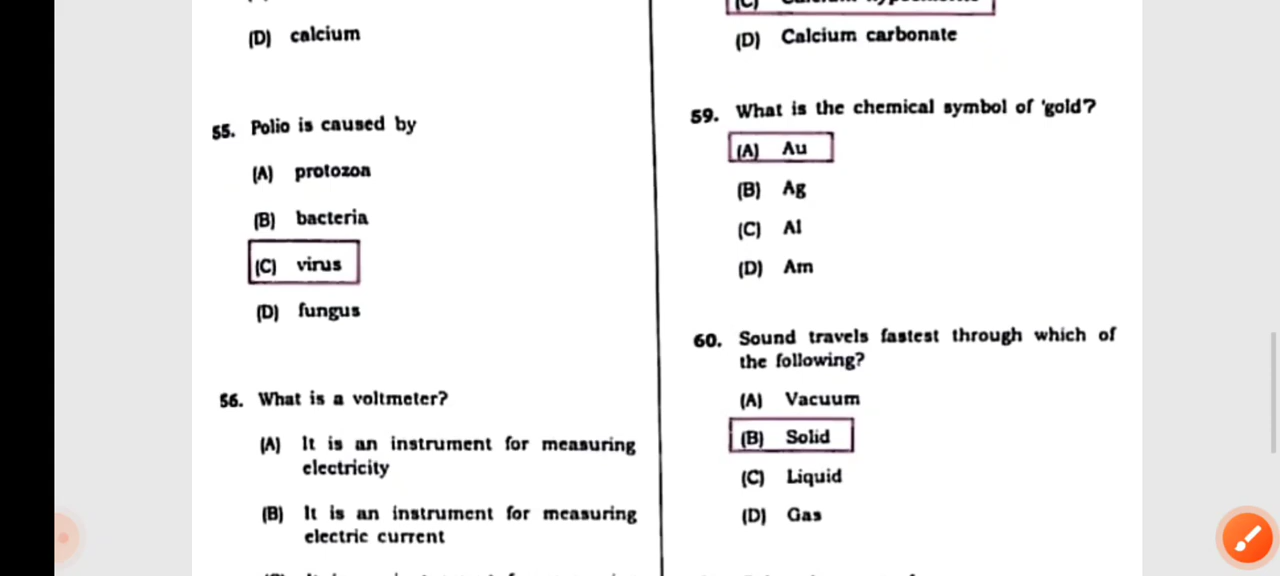 (D) calcium
55. Polio is caused by
(A) protozoa
(B) bacteria
(C) virus
(D) fungus
56. What is a voltmeter?
(A) It is an instrument for measuring
electricity
(B) It is an instrument for measuring
electric current
(C)
(D) Calcium carbonate
59. What is the chemical symbol of 'gold?
(A) Au
(B) Ag
(C) Al
(D) Am
60. Sound travels fastest through which of
the following?
(A) Vacuum
(B) Solid
(C) Liquid
(D) Gas